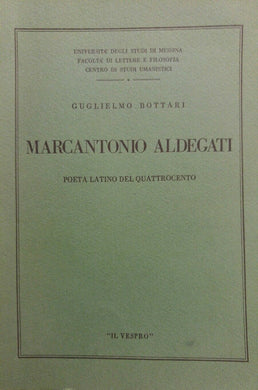 UNIVERSITÀ DEGLI STUDI DI MESSINA
FACOLTÀ DI LETTERE E FILOSOFIA
CENTRO DI STUDI UMANISTICI
GUGLIELMO BOTTARI
MARCANTONIO ALDEGATI
POETA LATINO DEL QUATTROCENTO
"IL VESPRO"